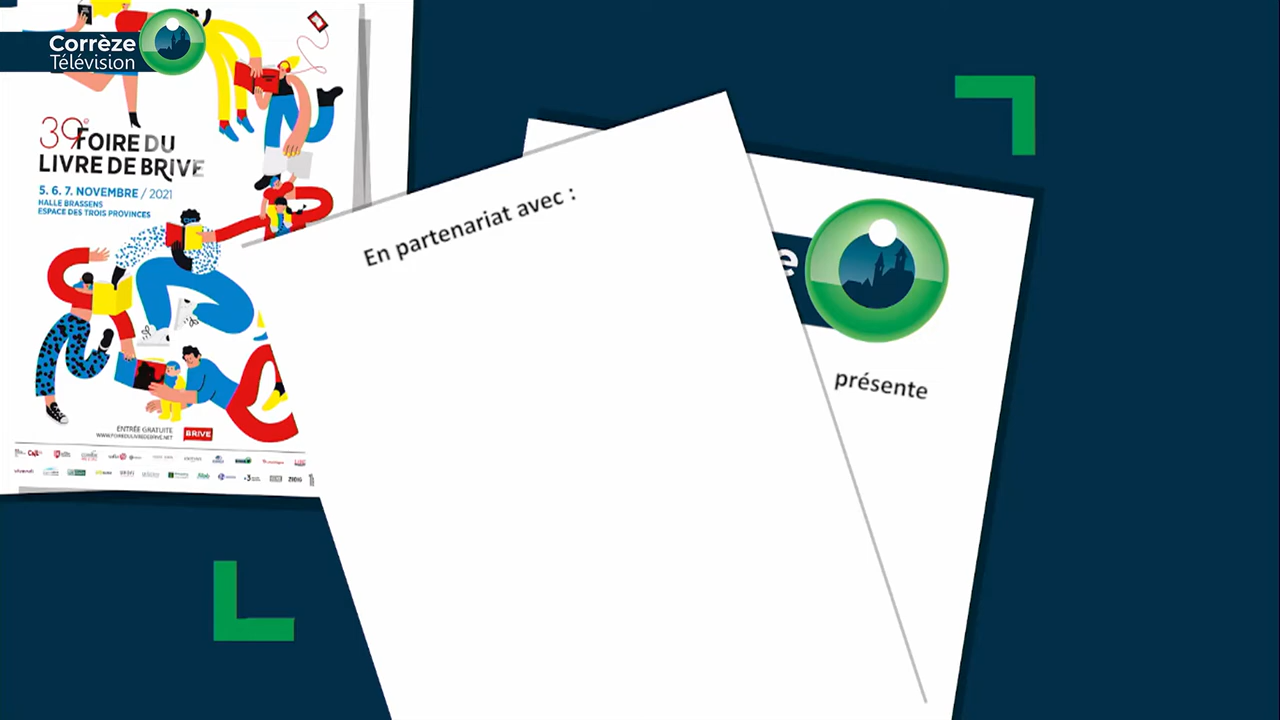 Corrèze
Télévision
39e FOIRE DU
LIVRE DE BRIVE
5. 6. 7. NOVEMBRE / 2021
HALLE BRASSENS
ESPACE DES TROIS PROVINCES
ENTRÉE GRATUITE
WWW.FOIREDULIVREDEBRIVE.NET
BRIVE
En partenariat avec :
e
présente